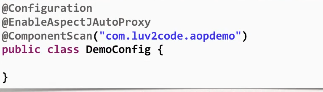 @Configuration
@EnableAspectJAutoProxy
@ComponentScan("com.luv2code.aopdemo")
public class DemoConfig {
}